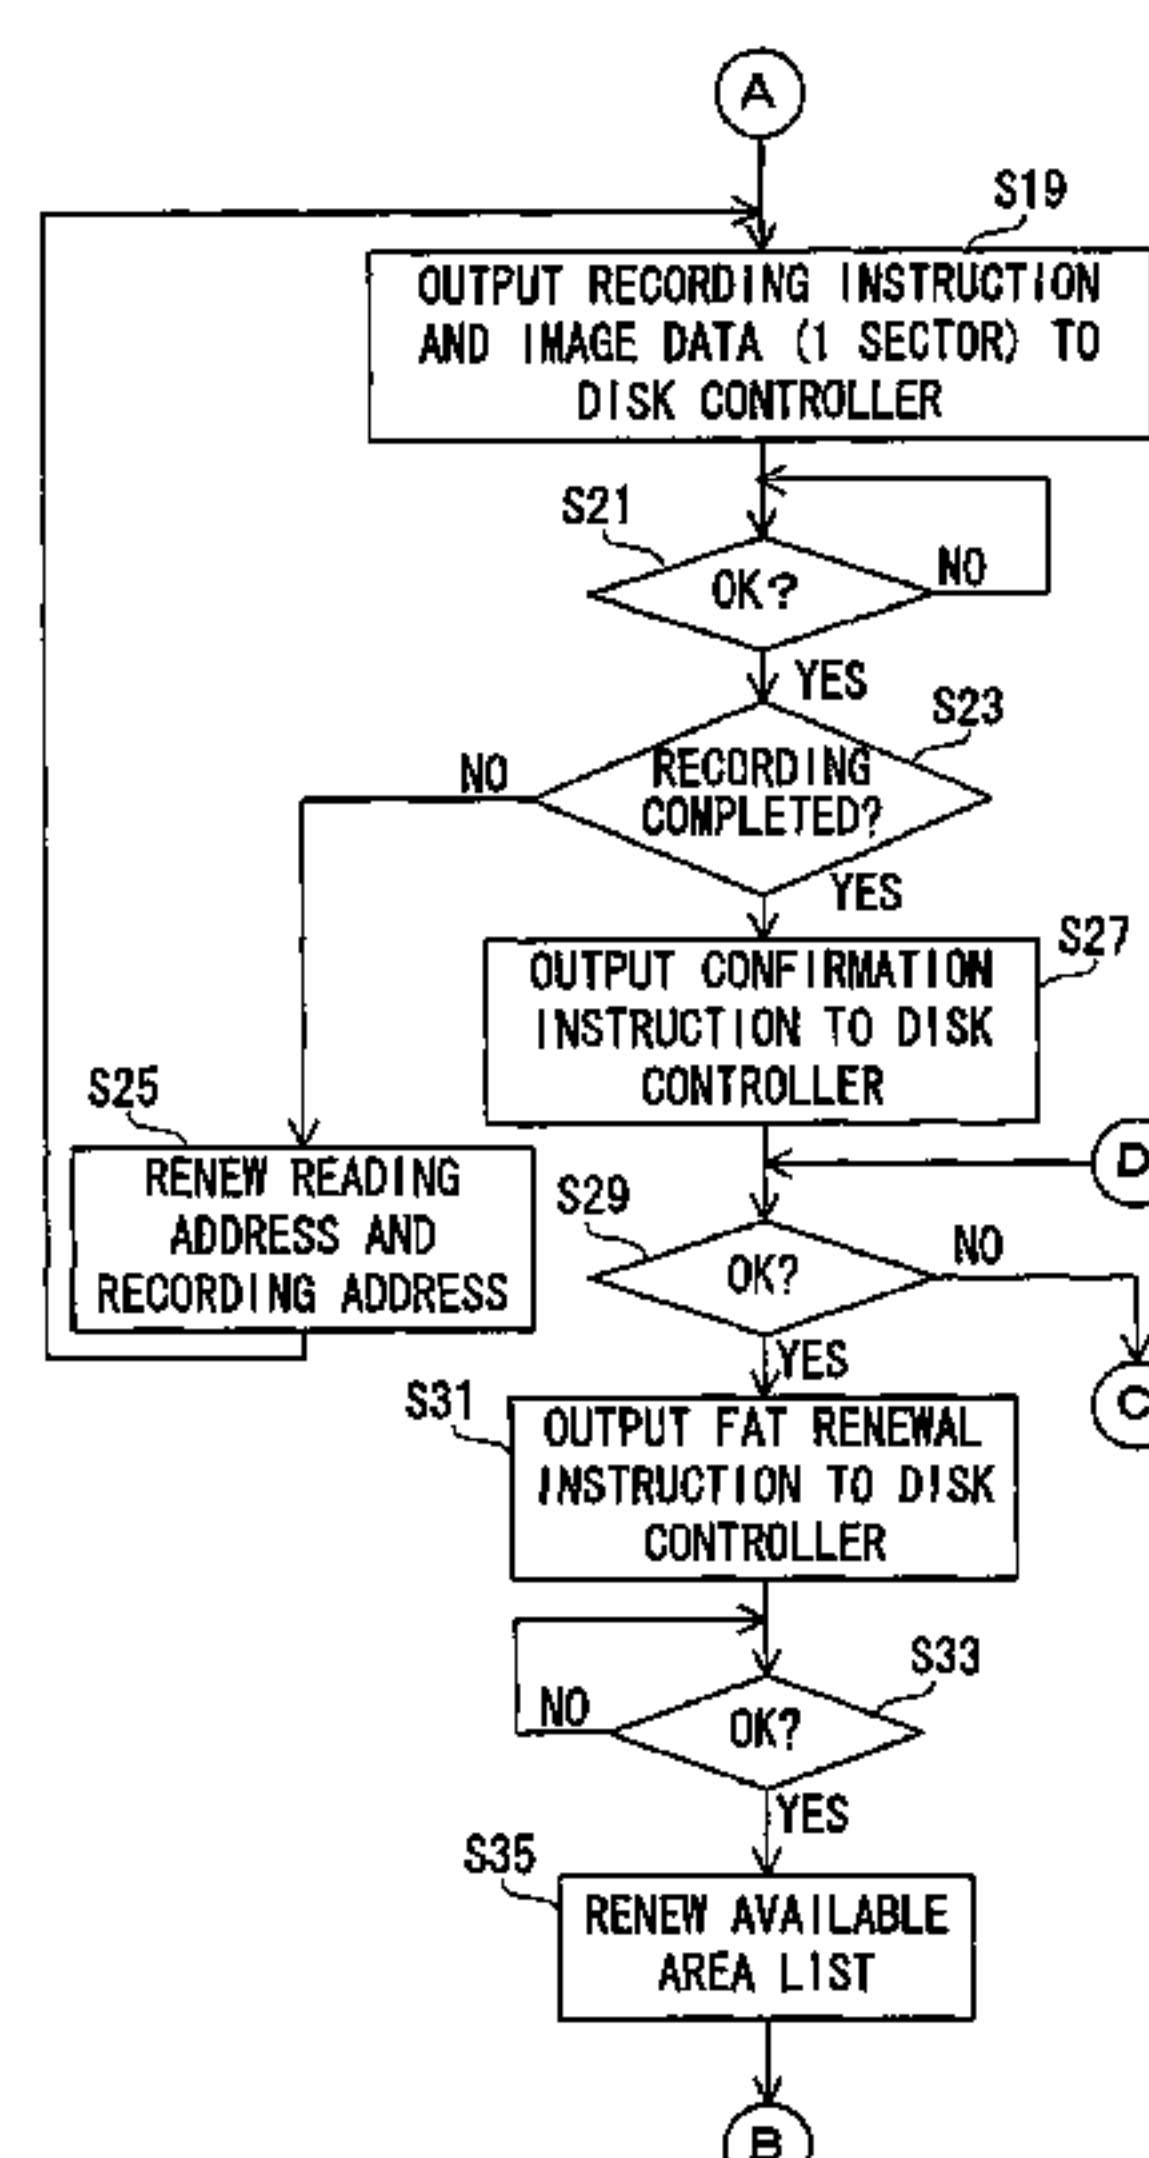 A
S19
OUTPUT RECORDING INSTRUCTION
AND IMAGE DATA (1 SECTOR) TO
DISK CONTROLLER
S21
OK?
NO
YES
S23
NO
RECORDING
COMPLETED?
YES
S27
OUTPUT CONFIRMATION
INSTRUCTION TO DISK
CONTROLLER
S25
RENEW READING
ADDRESS AND
RECORDING ADDRESS
D
S29
OK?
NO
YES
C
S31
OUTPUT FAT RENEWAL
INSTRUCTION TO DISK
CONTROLLER
S33
NO
OK?
YES
S35
RENEW AVAILABLE
AREA LIST
B